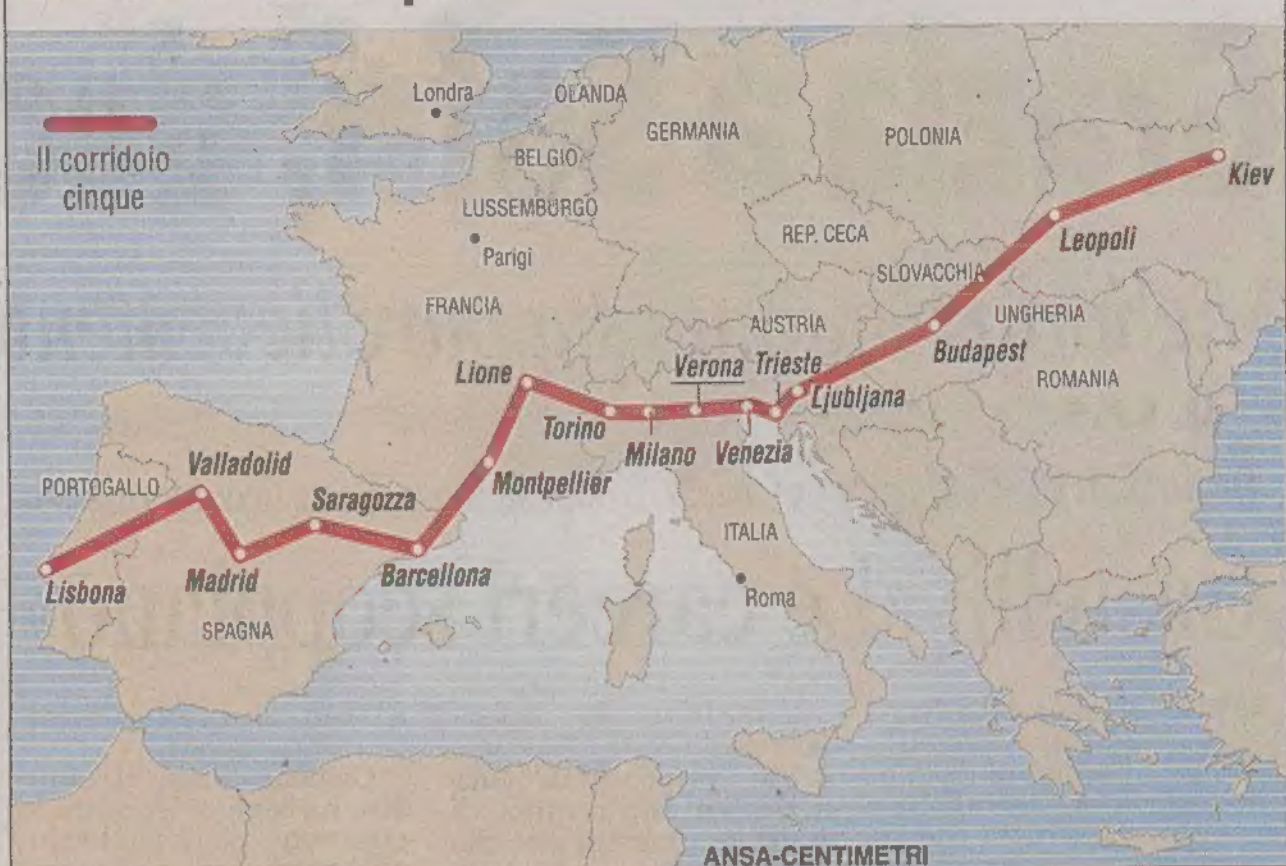 Il corridoio
cinque
Londra
OLANDA
GERMANIA
POLONIA
BELGIO
Kiev
LUSSEMBURGO
REP. CECA
Leopoli
Parigi
SLOVACCHIA
FRANCIA
AUSTRIA
UNGHERIA
Budapest
Lione
Verona
Trieste
Ljubljana
ROMANIA
Torino
Milano
Venezia
Valladolid
Montpellier
PORTOGALLO
Saragozza
ITALIA
Lisbona
Madrid
Barcellona
Roma
SPAGNA
ANSA-CENTIMETRI